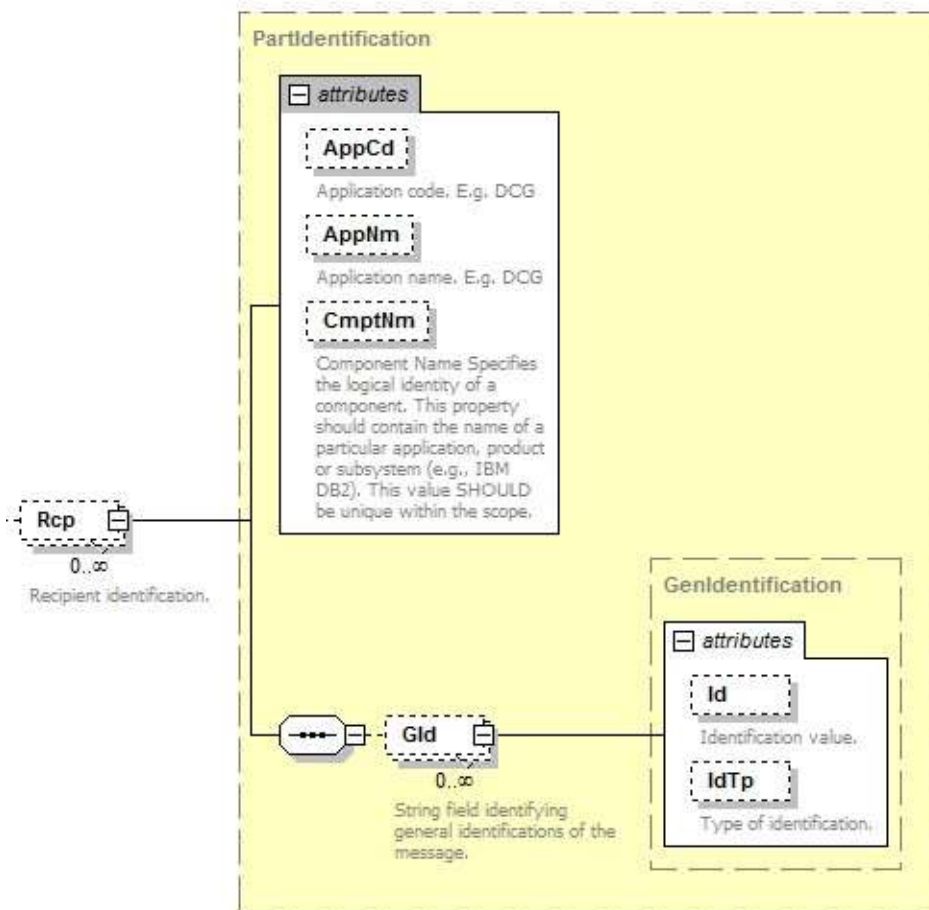 PartIdentification
attributes
AppCd
Application code. E.g. DCG
AppNm
Application name. E.g. DCG
CmptNm
Component Name Specifies
the logical identity of a
component. This property
should contain the name of a
particular application, product
or subsystem (e.g., IBM
DB2). This value SHOULD
be unique within the scope.
Rcp
0..∞
Recipient identification.
GenIdentification
attributes
Id
Identification value.
IdTp
Type of identification.
GId
0..∞
String field identifying
general identifications of the
message.